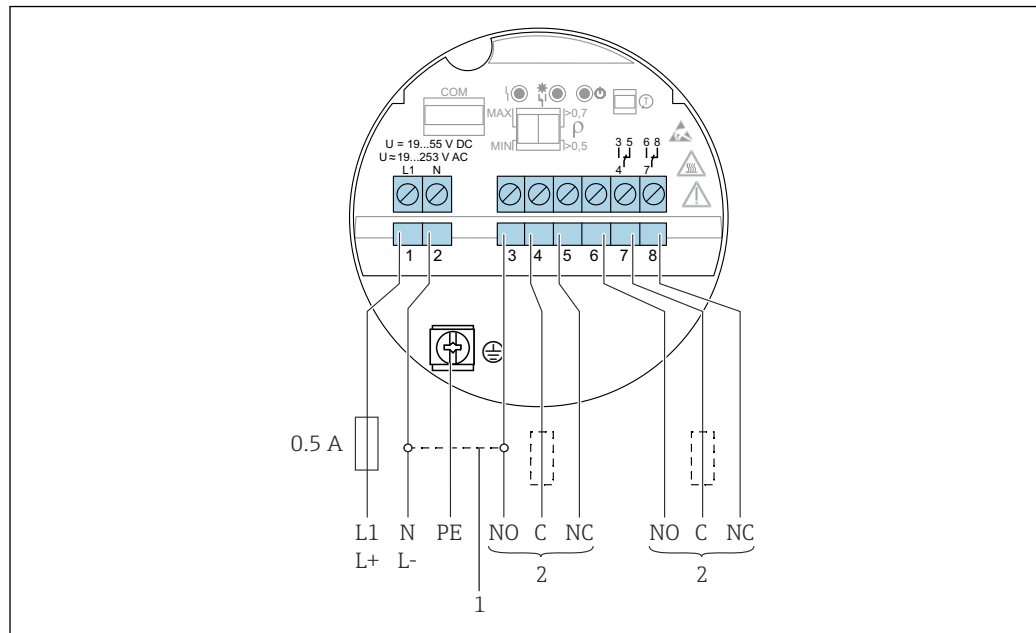 COM
MAX >0,7
ρ
MIN >0,5
U = 19...55 V DC
U≈19...253 V AC
L1 N
3 5 6 8
4 7
1 2 3 4 5 6 7 8
0.5 A
L1 N PE NO C NC NO C NC
L+ L-
2 2
1